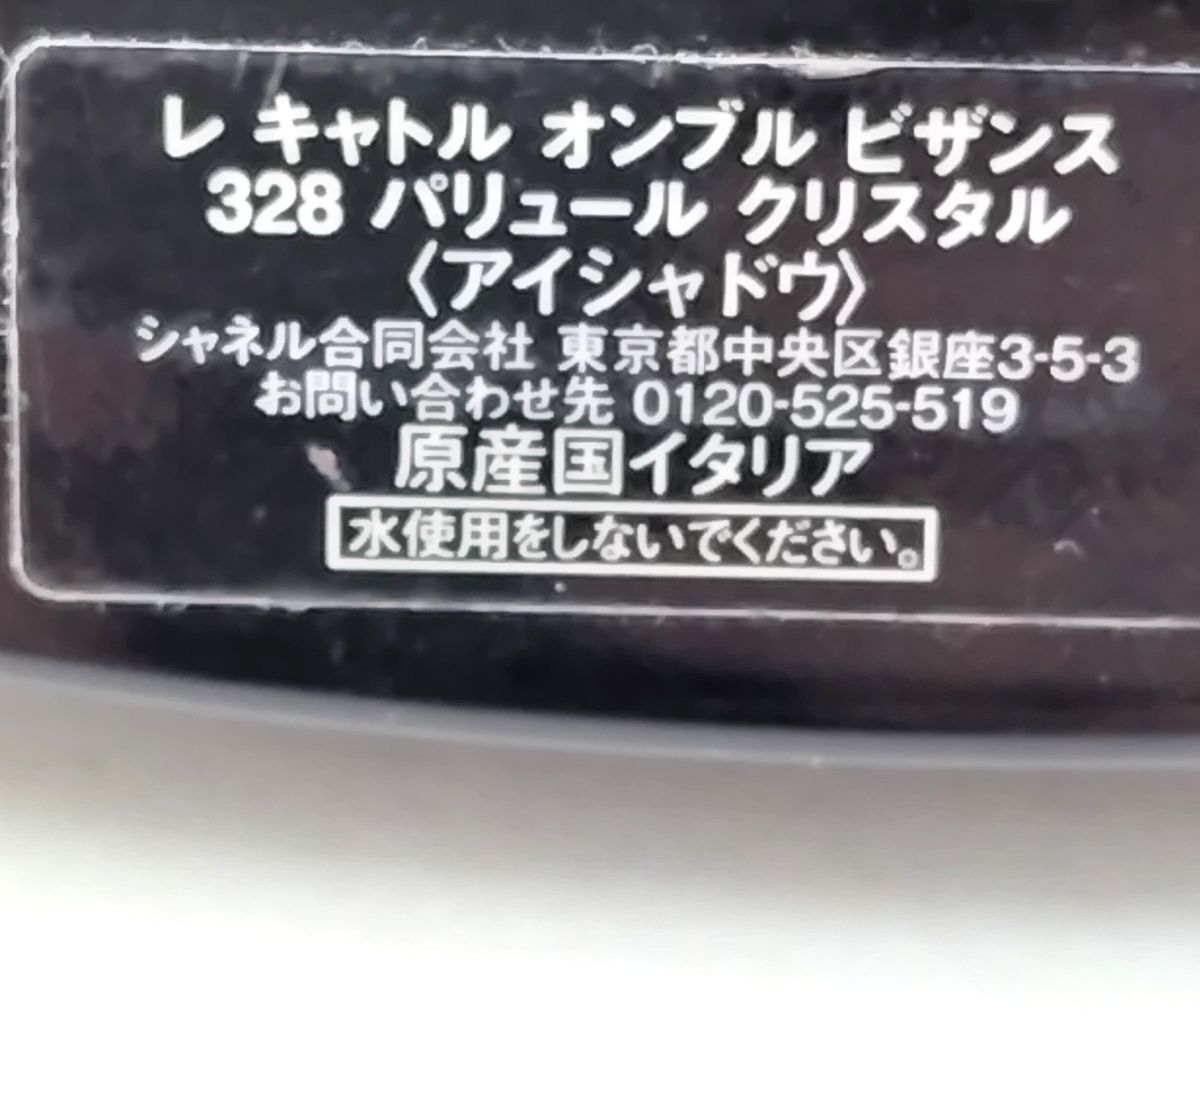 レ キャトル オンブル ビザンス
328 パリュール クリスタル
〈アイシャドウ〉
シャネル合同会社 東京都中央区銀座3-5-3
お問い合わせ先 0120-525-519
原産国イタリア
水使用をしないでください。